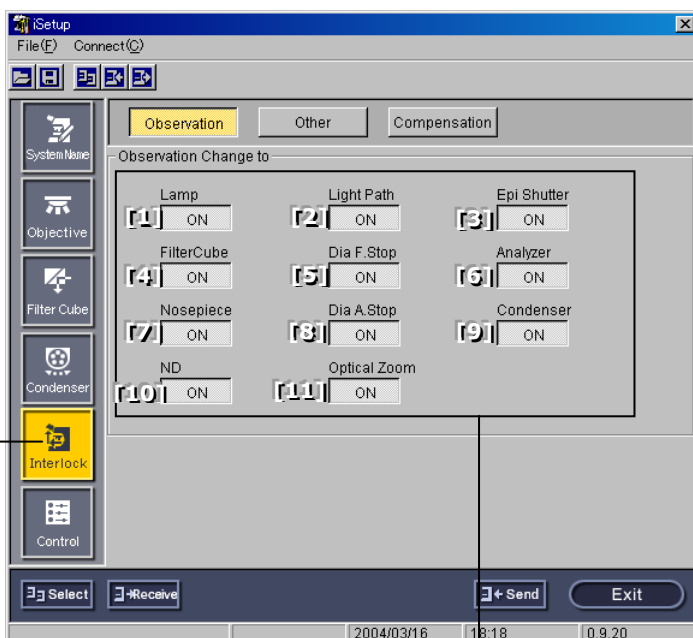 iSetup
File(F) Connect(C)
Observation Other Compensation
System Name
Observation Change to
Lamp Light Path Epi Shutter
[1] ON [2] ON [3] ON
Objective
FilterCube Dia F.Stop Analyzer
[4] ON [5] ON [6] ON
Filter Cube
Nosepiece Dia A.Stop Condenser
[7] ON [8] ON [9] ON
ND Optical Zoom
Condenser
[10] ON [11] ON
Interlock
Control
Select Receive Send Exit
2004/03/16 18:18 0.9.20